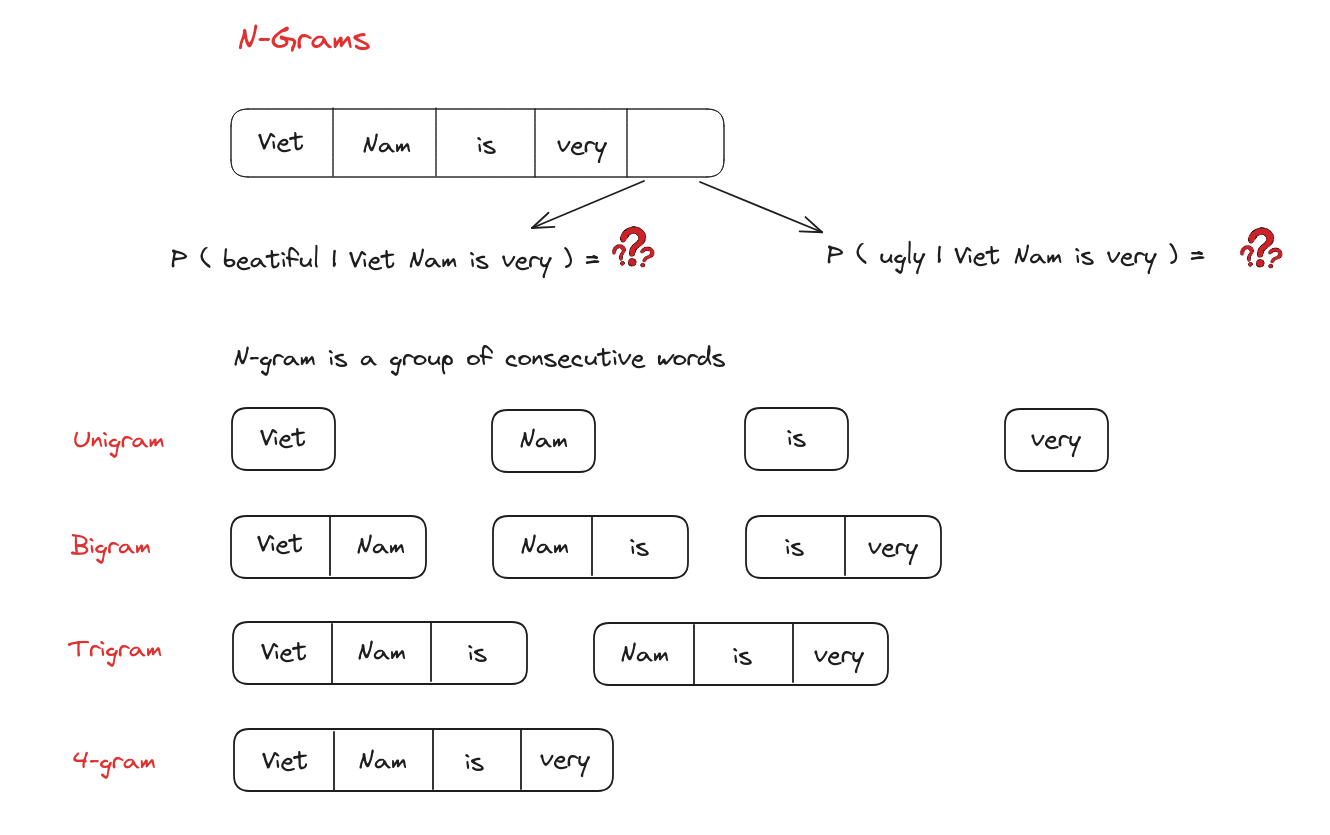 N-Grams
Viet Nam is very
P ( beatiful | Viet Nam is very ) = ??? P ( ugly | Viet Nam is very ) = ???
N-gram is a group of consecutive words
Unigram Viet Nam is very
Bigram Viet Nam Nam is is very
Trigram Viet Nam is Nam is very
4-gram Viet Nam is very